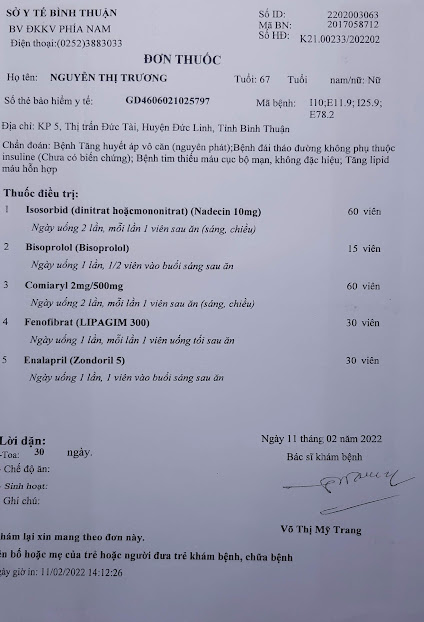 SỞ Y TẾ BÌNH THUẬN
BV ĐKKV PHÍA NAM
Điện thoại:(0252)3883033
Số ID: 2202003063
Mã BN: 2017058712
Số HĐ: K21.00233/202202
ĐƠN THUỐC
Họ tên: NGUYỄN THỊ TRƯƠNG Tuổi: 67 Tuổi nam/nữ: Nữ
Số thẻ bảo hiểm y tế: GD4606021025797 Mã bệnh: I10;E11.9; I25.9;
E78.2
Địa chỉ: KP 5, Thị trấn Đức Tài, Huyện Đức Linh, Tỉnh Bình Thuận
Chẩn đoán: Bệnh Tăng huyết áp vô căn (nguyên phát);Bệnh đái tháo đường không phụ thuộc
insuline (Chưa có biến chứng); Bệnh tim thiếu máu cục bộ mạn, không đặc hiệu; Tăng lipid
máu hỗn hợp
Thuốc điều trị:
1 Isosorbid (dinitrat hoặcmononitrat) (Nadecin 10mg) 60 viên
Ngày uống 2 lần, mỗi lần 1 viên sau ăn (sáng, chiều)
2 Bisoprolol (Bisoprolol) 15 viên
Ngày uống 1 lần, 1/2 viên vào buổi sáng sau ăn
3 Comiaryl 2mg/500mg 60 viên
Ngày uống 2 lần, mỗi lần 1 viên sau ăn (sáng, chiều)
4 Fenofibrat (LIPAGIM 300) 30 viên
Ngày uống 1 lần, mỗi lần 1 viên uống tối sau ăn
5 Enalapril (Zondoril 5) 30 viên
Ngày uống 1 lần, 1 viên vào buổi sáng sau ăn
Lời dặn:
-Toa: 30 ngày.
- Chế độ ăn:
- Sinh hoạt:
Ghi chú:
Ngày 11 tháng 02 năm 2022
Bác sĩ khám bệnh
Võ Thị Mỹ Trang
hám lại xin mang theo đơn này.
ên bố hoặc mẹ của trẻ hoặc người đưa trẻ khám bệnh, chữa bệnh
gày giờ in: 11/02/2022 14:12:26